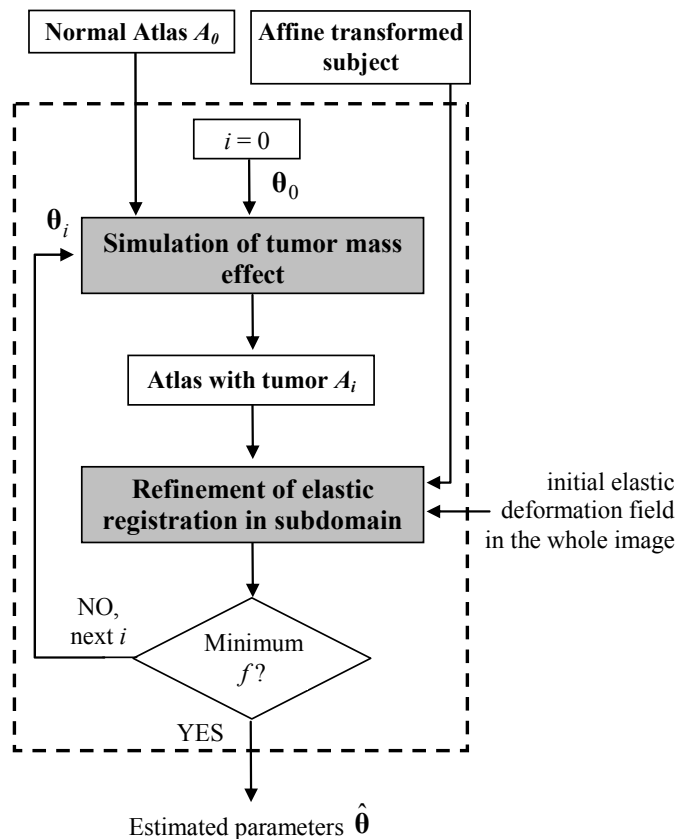 Normal Atlas A₀
Affine transformed
subject
i = 0
θ₀
θᵢ
Simulation of tumor mass
effect
Atlas with tumor Aᵢ
Refinement of elastic
registration in subdomain
initial elastic
deformation field
in the whole image
NO,
next i
Minimum
f ?
YES
Estimated parameters θ̂